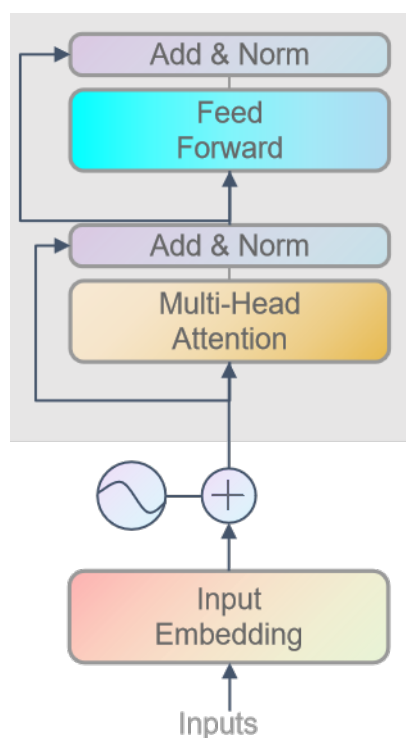 Add & Norm
Feed
Forward
Add & Norm
Multi-Head
Attention
Input
Embedding
Inputs